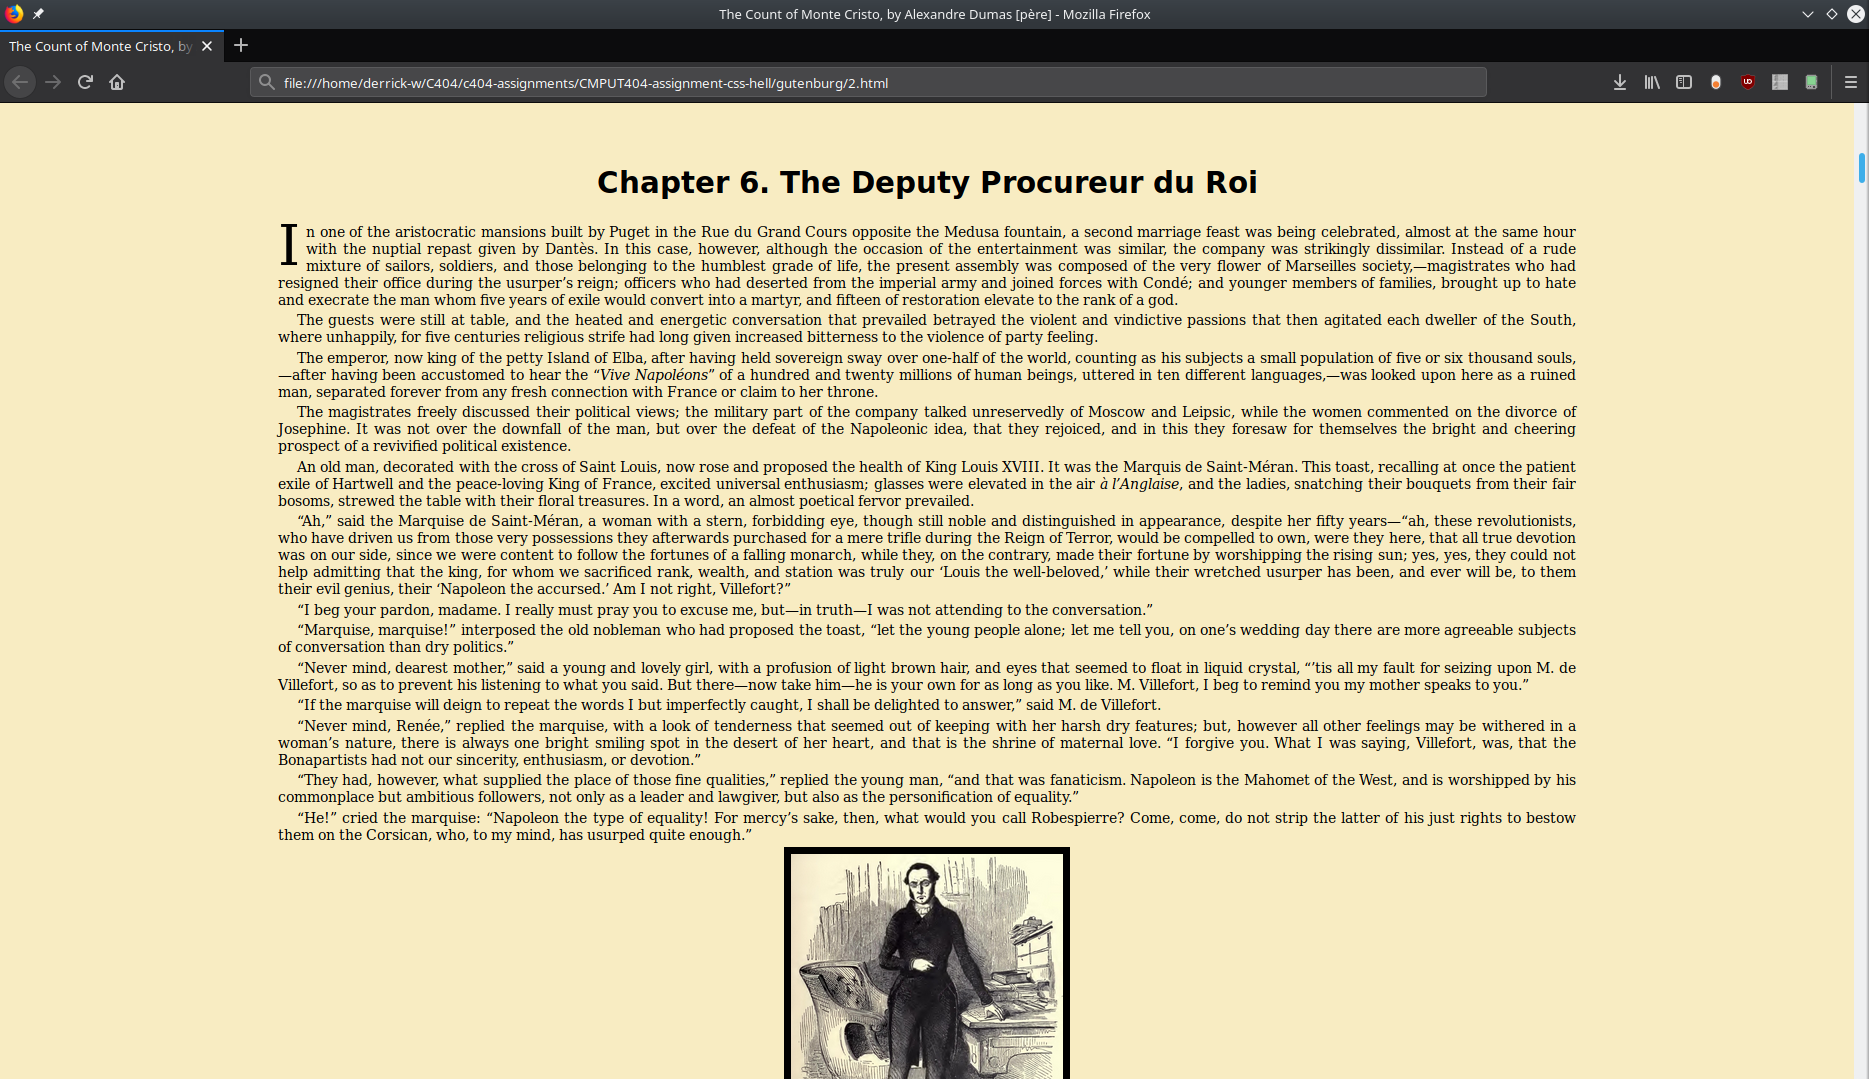 The Count of Monte Cristo, by Alexandre Dumas [père] - Mozilla Firefox
The Count of Monte Cristo, by
file:///home/derrick-w/C404/c404-assignments/CMPUT404-assignment-css-hell/gutenburg/2.html
Chapter 6. The Deputy Procureur du Roi
In one of the aristocratic mansions built by Puget in the Rue du Grand Cours opposite the Medusa fountain, a second marriage feast was being celebrated, almost at the same hour
with the nuptial repast given by Dantès. In this case, however, although the occasion of the entertainment was similar, the company was strikingly dissimilar. Instead of a rude
mixture of sailors, soldiers, and those belonging to the humblest grade of life, the present assembly was composed of the very flower of Marseilles society,—magistrates who had
resigned their office during the usurper’s reign; officers who had deserted from the imperial army and joined forces with Condé; and younger members of families, brought up to hate
and execrate the man whom five years of exile would convert into a martyr, and fifteen of restoration elevate to the rank of a god.
The guests were still at table, and the heated and energetic conversation that prevailed betrayed the violent and vindictive passions that then agitated each dweller of the South,
where unhappily, for five centuries religious strife had long given increased bitterness to the violence of party feeling.
The emperor, now king of the petty Island of Elba, after having held sovereign sway over one-half of the world, counting as his subjects a small population of five or six thousand souls,
—after having been accustomed to hear the “Vive Napoléons” of a hundred and twenty millions of human beings, uttered in ten different languages,—was looked upon here as a ruined
man, separated forever from any fresh connection with France or claim to her throne.
The magistrates freely discussed their political views; the military part of the company talked unreservedly of Moscow and Leipsic, while the women commented on the divorce of
Josephine. It was not over the downfall of the man, but over the defeat of the Napoleonic idea, that they rejoiced, and in this they foresaw for themselves the bright and cheering
prospect of a revivified political existence.
An old man, decorated with the cross of Saint Louis, now rose and proposed the health of King Louis XVIII. It was the Marquis de Saint-Méran. This toast, recalling at once the patient
exile of Hartwell and the peace-loving King of France, excited universal enthusiasm; glasses were elevated in the air à l’Anglaise, and the ladies, snatching their bouquets from their fair
bosoms, strewed the table with their floral treasures. In a word, an almost poetical fervor prevailed.
“Ah,” said the Marquise de Saint-Méran, a woman with a stern, forbidding eye, though still noble and distinguished in appearance, despite her fifty years—“ah, these revolutionists,
who have driven us from those very possessions they afterwards purchased for a mere trifle during the Reign of Terror, would be compelled to own, were they here, that all true devotion
was on our side, since we were content to follow the fortunes of a falling monarch, while they, on the contrary, made their fortune by worshipping the rising sun; yes, yes, they could not
help admitting that the king, for whom we sacrificed rank, wealth, and station was truly our ‘Louis the well-beloved,’ while their wretched usurper has been, and ever will be, to them
their evil genius, their ‘Napoleon the accursed.’ Am I not right, Villefort?”
“I beg your pardon, madame. I really must pray you to excuse me, but—in truth—I was not attending to the conversation.”
“Marquise, marquise!” interposed the old nobleman who had proposed the toast, “let the young people alone; let me tell you, on one’s wedding day there are more agreeable subjects
of conversation than dry politics.”
“Never mind, dearest mother,” said a young and lovely girl, with a profusion of light brown hair, and eyes that seemed to float in liquid crystal, “’tis all my fault for seizing upon M. de
Villefort, so as to prevent his listening to what you said. But there—now take him—he is your own for as long as you like. M. Villefort, I beg to remind you my mother speaks to you.”
“If the marquise will deign to repeat the words I but imperfectly caught, I shall be delighted to answer,” said M. de Villefort.
“Never mind, Renée,” replied the marquise, with a look of tenderness that seemed out of keeping with her harsh dry features; but, however all other feelings may be withered in a
woman’s nature, there is always one bright smiling spot in the desert of her heart, and that is the shrine of maternal love. “I forgive you. What I was saying, Villefort, was, that the
Bonapartists had not our sincerity, enthusiasm, or devotion.”
“They had, however, what supplied the place of those fine qualities,” replied the young man, “and that was fanaticism. Napoleon is the Mahomet of the West, and is worshipped by his
commonplace but ambitious followers, not only as a leader and lawgiver, but also as the personification of equality.”
“He!” cried the marquise: “Napoleon the type of equality! For mercy’s sake, then, what would you call Robespierre? Come, come, do not strip the latter of his just rights to bestow
them on the Corsican, who, to my mind, has usurped quite enough.”